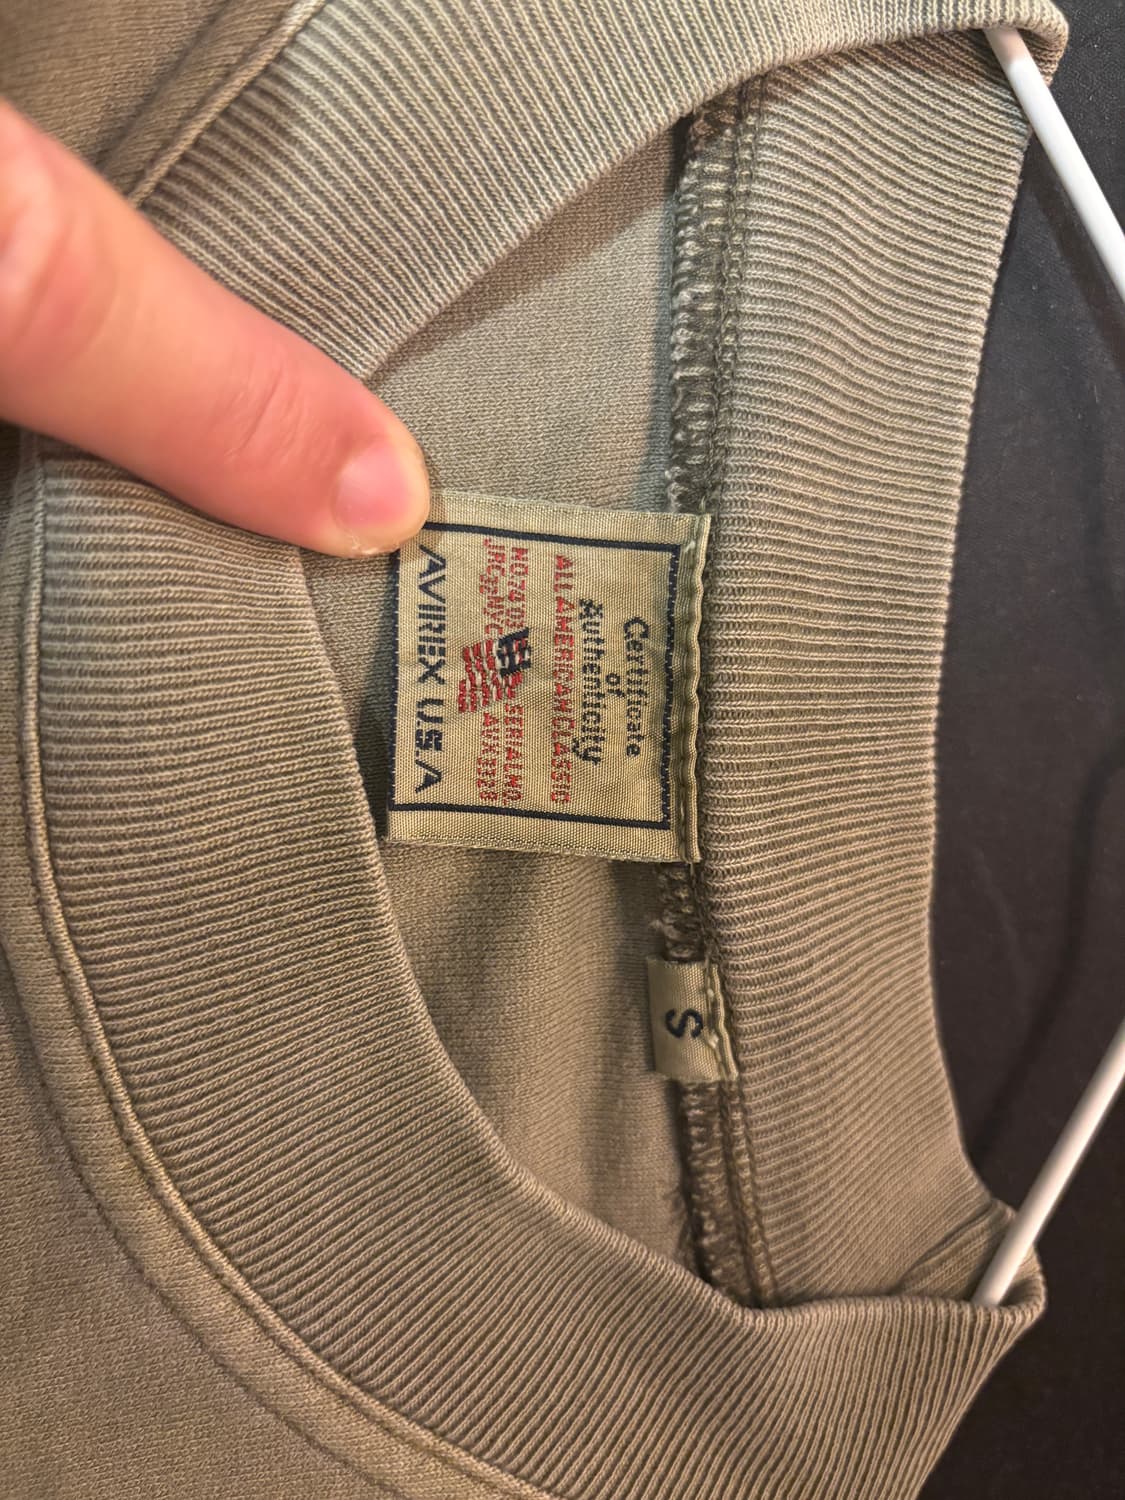 Certificate
of
Authenticity
ALL AMERICAN CLASSIC
SERIAL NO.
AVIREX U.S.A
S